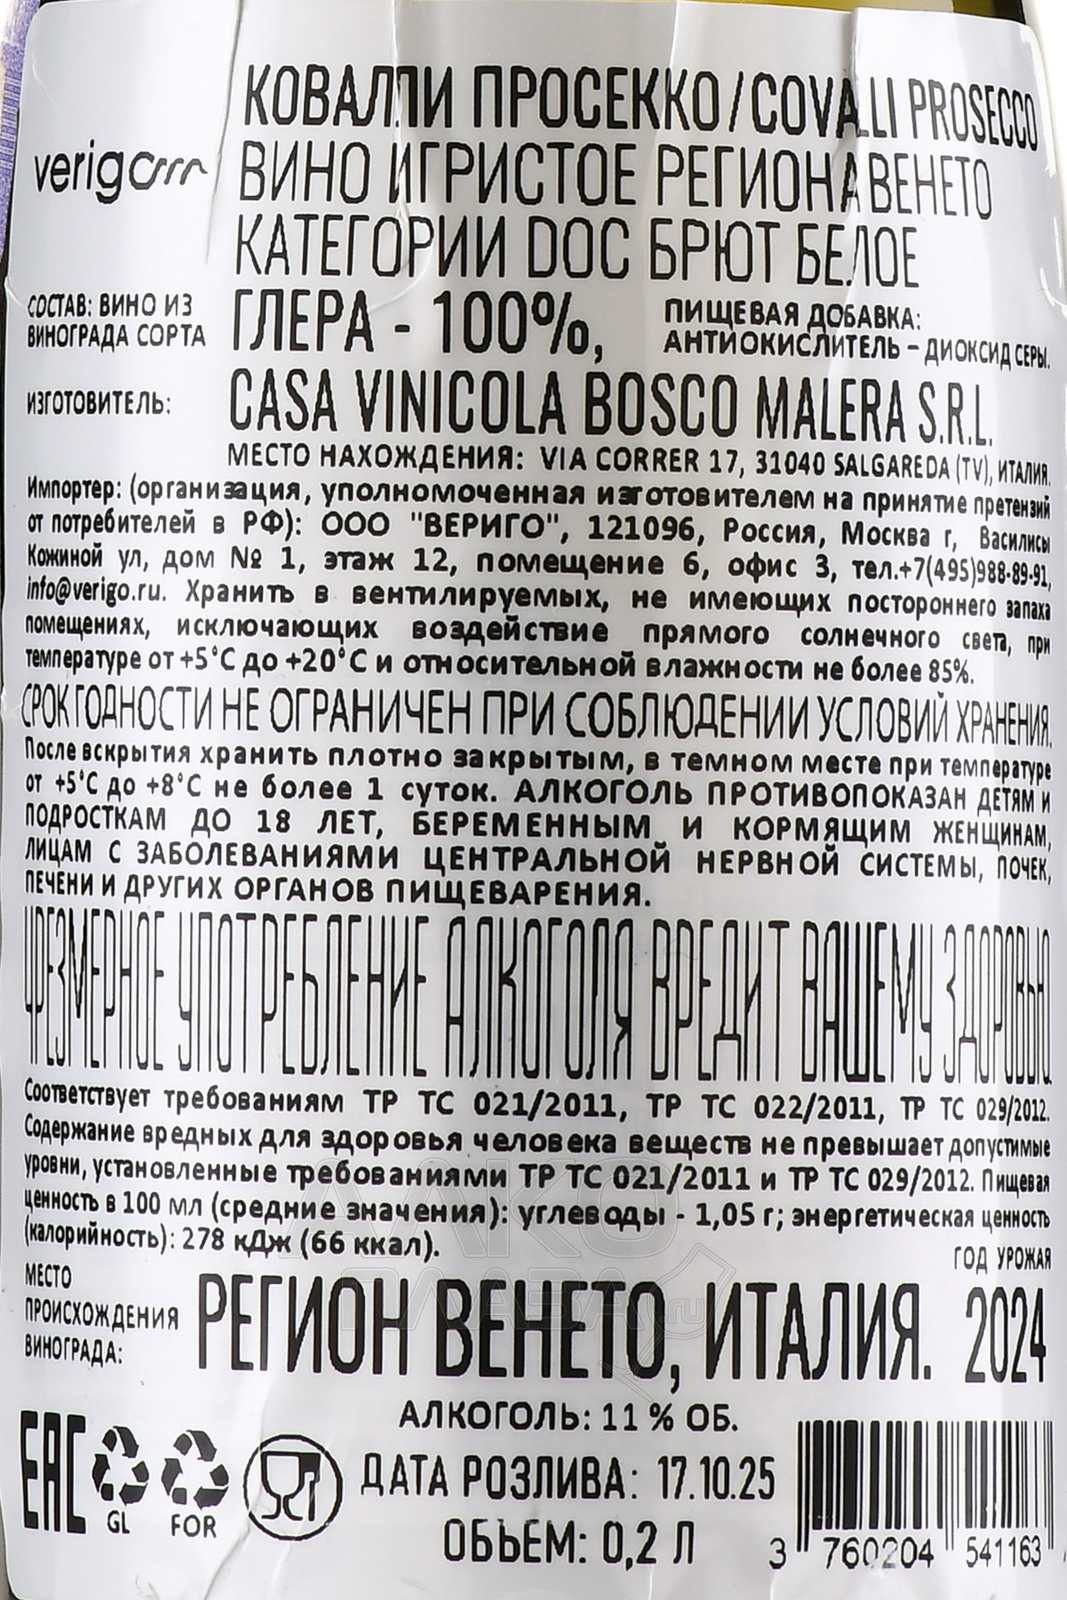 КОВАЛЛИ ПРОСЕККО/COVALLI PROSECCO
verigo
ВИНО ИГРИСТОЕ РЕГИОНА ВЕНЕТО
КАТЕГОРИИ DOC БРЮТ БЕЛОЕ
СОСТАВ: ВИНО ИЗ
ВИНОГРАДА СОРТА
ГЛЕРА - 100%,
ПИЩЕВАЯ ДОБАВКА:
АНТИОКИСЛИТЕЛЬ – ДИОКСИД СЕРЫ.
ИЗГОТОВИТЕЛЬ:
CASA VINICOLA BOSCO MALERA S.R.L.
МЕСТО НАХОЖДЕНИЯ: VIA CORRER 17, 31040 SALGAREDA (TV), ИТАЛИЯ.
Импортер: (организация, уполномоченная изготовителем на принятие претензий
от потребителей в РФ): ООО "ВЕРИГО", 121096, Россия, Москва г, Василисы
Кожиной ул, дом № 1, этаж 12, помещение 6, офис 3, тел.+7(495)988-89-91,
info@verigo.ru. Хранить в вентилируемых, не имеющих постороннего запаха
помещениях, исключающих воздействие прямого солнечного света, при
температуре от +5°С до +20°С и относительной влажности не более 85%.
СРОК ГОДНОСТИ НЕ ОГРАНИЧЕН ПРИ СОБЛЮДЕНИИ УСЛОВИЙ ХРАНЕНИЯ.
После вскрытия хранить плотно закрытым, в темном месте при температуре
от +5°С до +8°С не более 1 суток. АЛКОГОЛЬ ПРОТИВОПОКАЗАН ДЕТЯМ И
ПОДРОСТКАМ ДО 18 ЛЕТ, БЕРЕМЕННЫМ И КОРМЯЩИМ ЖЕНЩИНАМ,
ЛИЦАМ С ЗАБОЛЕВАНИЯМИ ЦЕНТРАЛЬНОЙ НЕРВНОЙ СИСТЕМЫ, ПОЧЕК,
ПЕЧЕНИ И ДРУГИХ ОРГАНОВ ПИЩЕВАРЕНИЯ.
ЧРЕЗМЕРНОЕ УПОТРЕБЛЕНИЕ АЛКОГОЛЯ ВРЕДИТ ВАШЕМУ ЗДОРОВЬЮ
Соответствует требованиям ТР ТС 021/2011, ТР ТС 022/2011, ТР ТС 029/2012.
Содержание вредных для здоровья человека веществ не превышает допустимые
уровни, установленные требованиями ТР ТС 021/2011 и ТР ТС 029/2012. Пищевая
ценность в 100 мл (средние значения): углеводы - 1,05 г; энергетическая ценность
(калорийность): 278 кДж (66 ккал).
ГОД УРОЖАЯ
МЕСТО
ПРОИСХОЖДЕНИЯ
ВИНОГРАДА:
РЕГИОН ВЕНЕТО, ИТАЛИЯ. 2024
АЛКОГОЛЬ: 11 % ОБ.
ДАТА РОЗЛИВА: 17.10.25
ОБЪЕМ: 0,2 Л
EAC
GL
FOR
3 760204 541163
АЛКО
ПЛАВА.ru